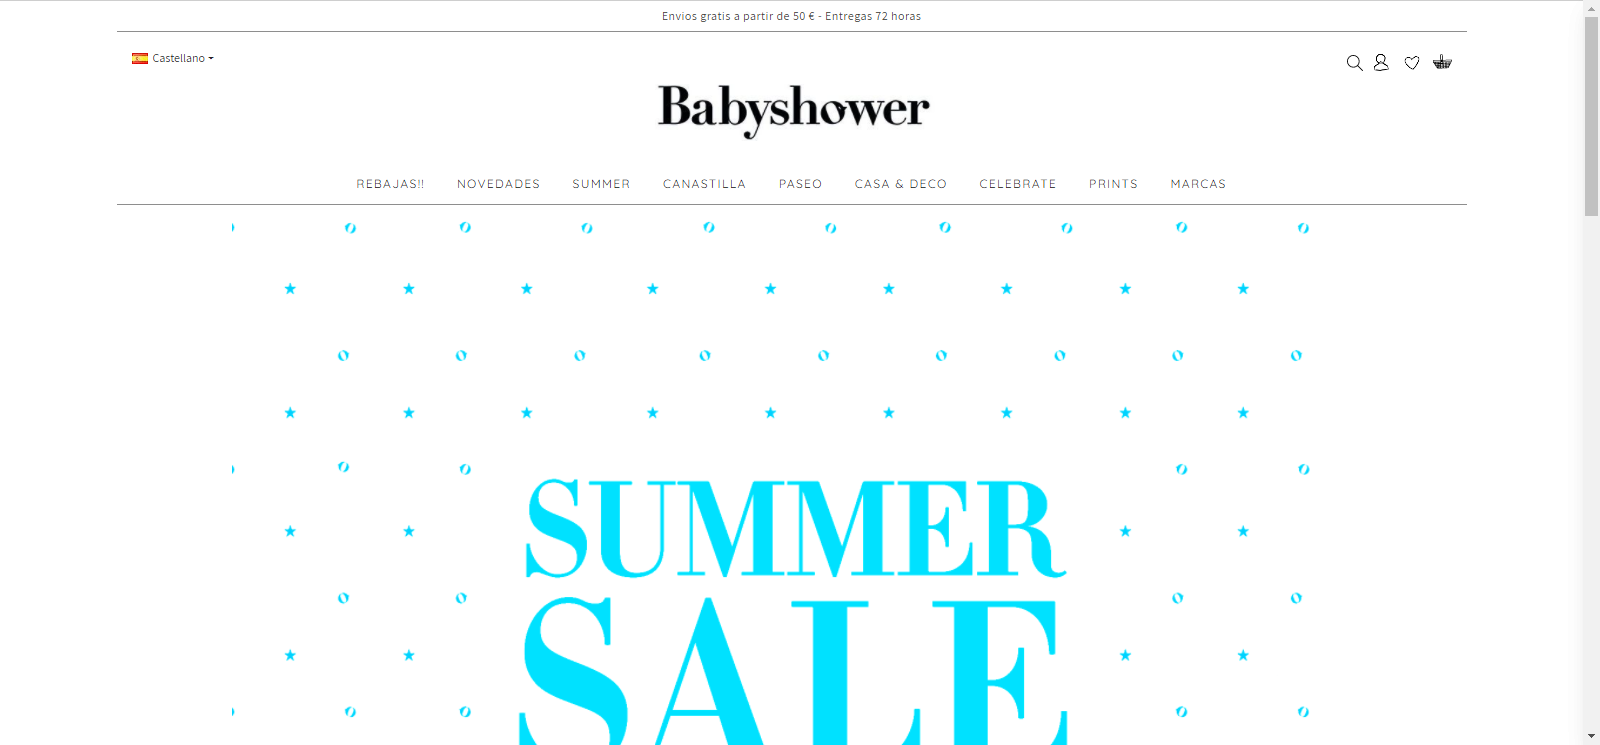 Envios gratis a partir de 50 € - Entregas 72 horas
Castellano
Babyshower
REBAJAS!! NOVEDADES SUMMER CANASTILLA PASEO CASA & DECO CELEBRATE PRINTS MARCAS
SUMMER
SALE